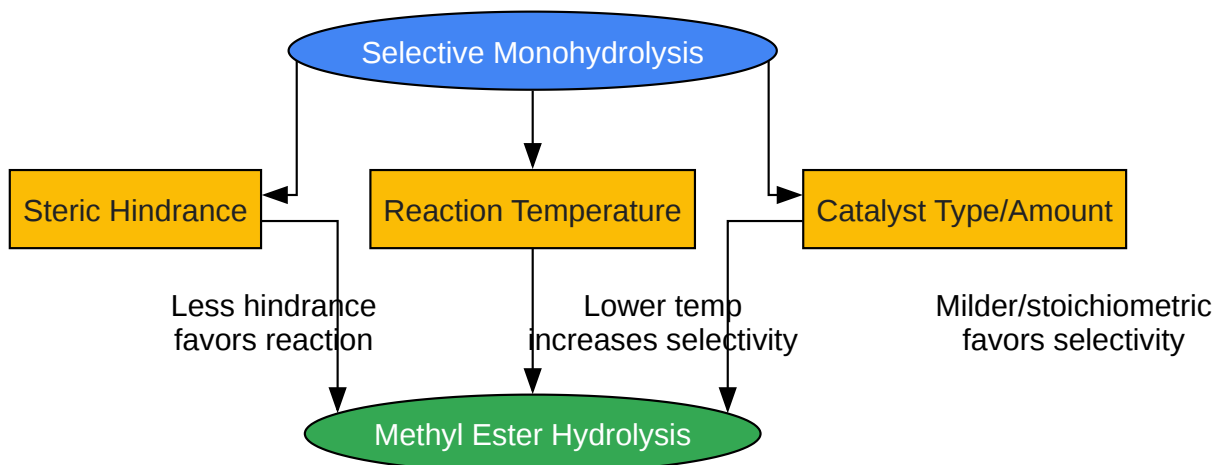 Selective Monohydrolysis
Steric Hindrance
Reaction Temperature
Catalyst Type/Amount
Less hindrance
favors reaction
Lower temp
increases selectivity
Milder/stoichiometric
favors selectivity
Methyl Ester Hydrolysis